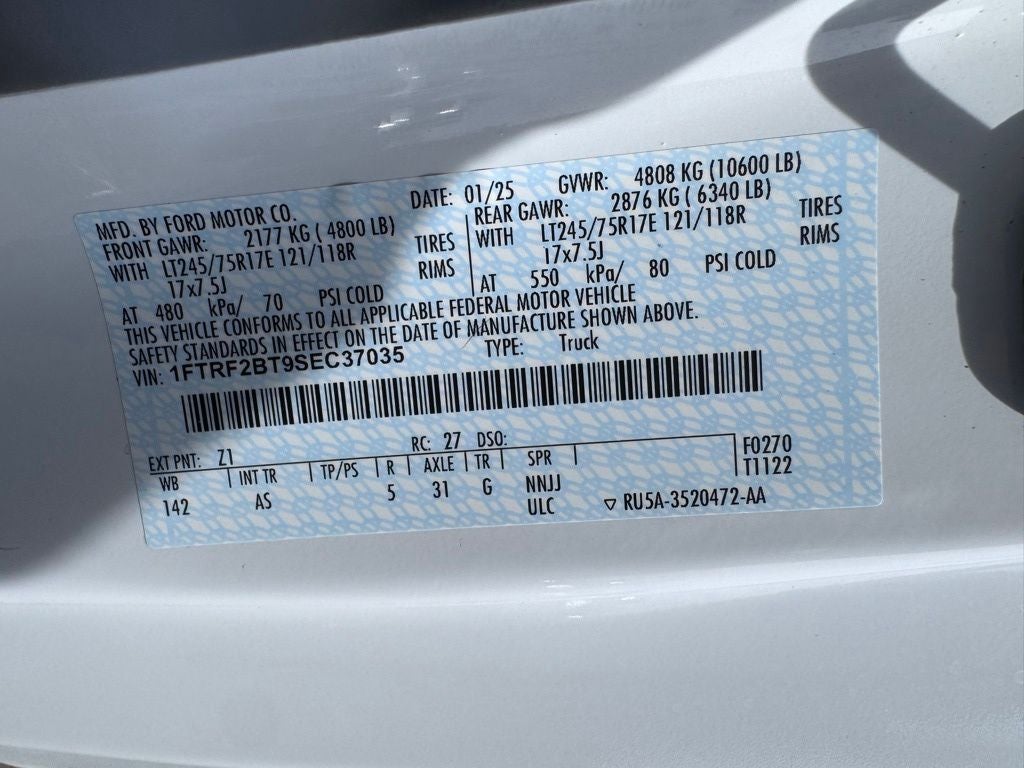 MFD. BY FORD MOTOR CO. DATE: 01/25 GVWR: 4808 KG (10600 LB)
FRONT GAWR: 2177 KG ( 4800 LB) REAR GAWR: 2876 KG ( 6340 LB)
WITH LT245/75R17E 121/118R TIRES WITH LT245/75R17E 121/118R TIRES
17x7.5J RIMS 17x7.5J RIMS
AT 480 kPa/ 70 PSI COLD AT 550 kPa/ 80 PSI COLD
THIS VEHICLE CONFORMS TO ALL APPLICABLE FEDERAL MOTOR VEHICLE
SAFETY STANDARDS IN EFFECT ON THE DATE OF MANUFACTURE SHOWN ABOVE.
VIN: 1FTRF2BT9SEC37035 TYPE: Truck
EXT PNT: Z1 RC: 27 DSO:
WB INT TR TP/PS R AXLE TR SPR F0270
142 AS 5 31 G NNJJ T1122
ULC ▽ RU5A-3520472-AA